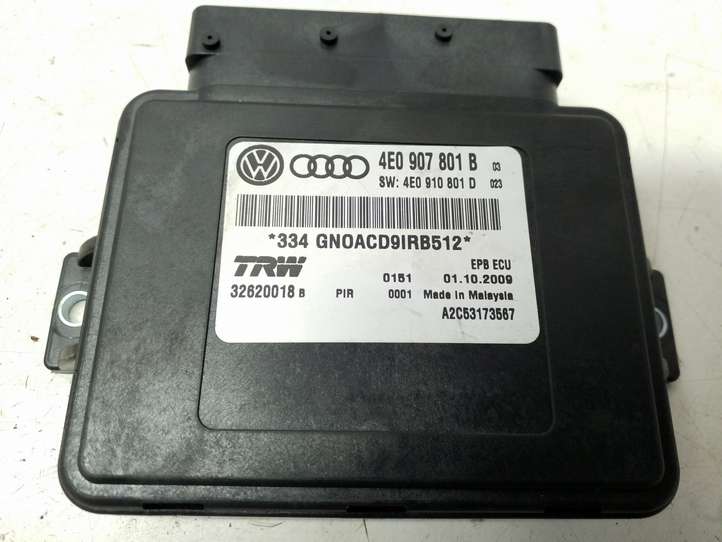 4E0 907 801 B 03
SW: 4E0 910 801 D 023
*334 GNOACD9IRB512*
TRW EPB ECU
0151 01.10.2009
32620018 B PIR 0001 Made in Malaysia
A2C53173567